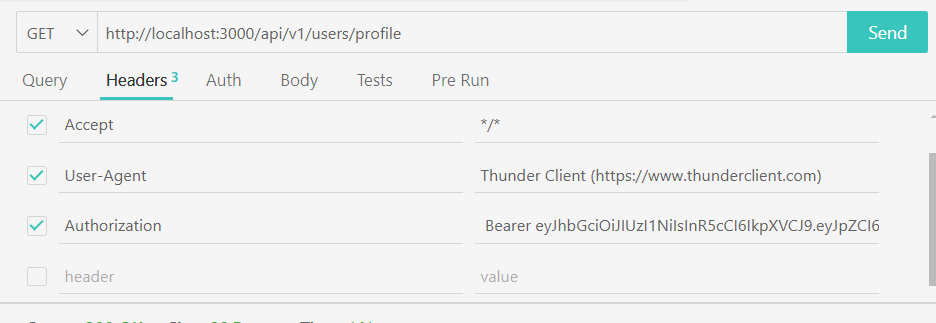 GET http://localhost:3000/api/v1/users/profile Send
Query Headers 3 Auth Body Tests Pre Run
Accept */*
User-Agent Thunder Client (https://www.thunderclient.com)
Authorization Bearer eyJhbGciOiJIUzI1NiIsInR5cCI6IkpXVCJ9.eyJpZCI6
header value